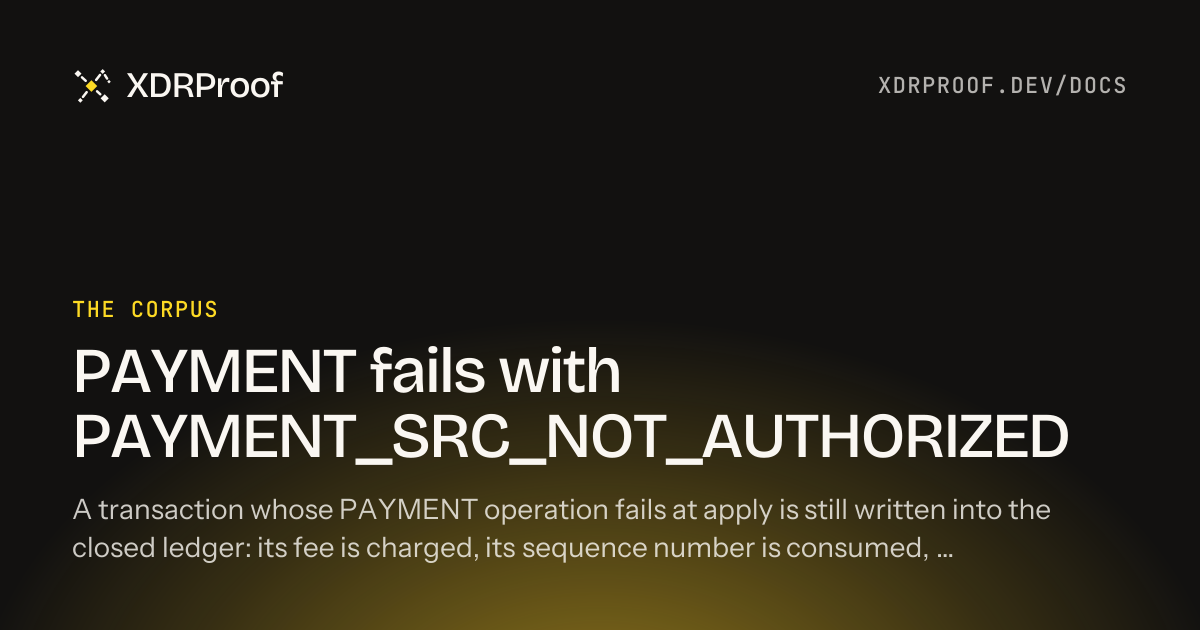 XDRProof
XDRPROOF.DEV/DOCS
THE CORPUS
PAYMENT fails with
PAYMENT_SRC_NOT_AUTHORIZED
A transaction whose PAYMENT operation fails at apply is still written into the
closed ledger: its fee is charged, its sequence number is consumed, ...